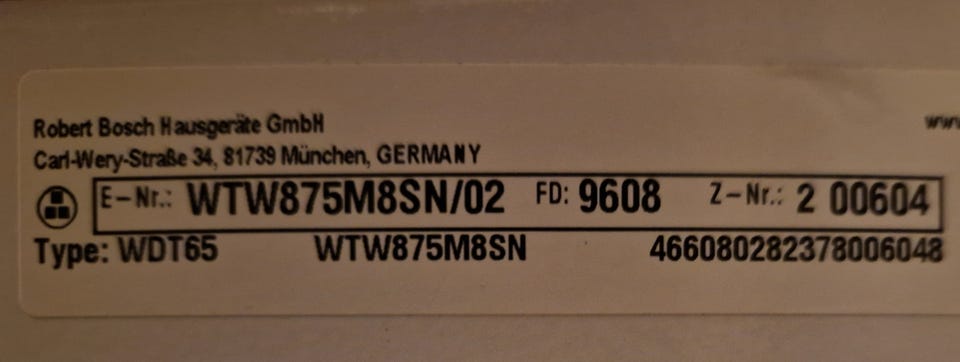 Robert Bosch Hausgeräte GmbH
www
Carl-Wery-Straße 34, 81739 München, GERMANY
E-Nr.: WTW875M8SN/02 FD: 9608 Z-Nr.: 2 00604
Type: WDT65 WTW875M8SN 466080282378006048